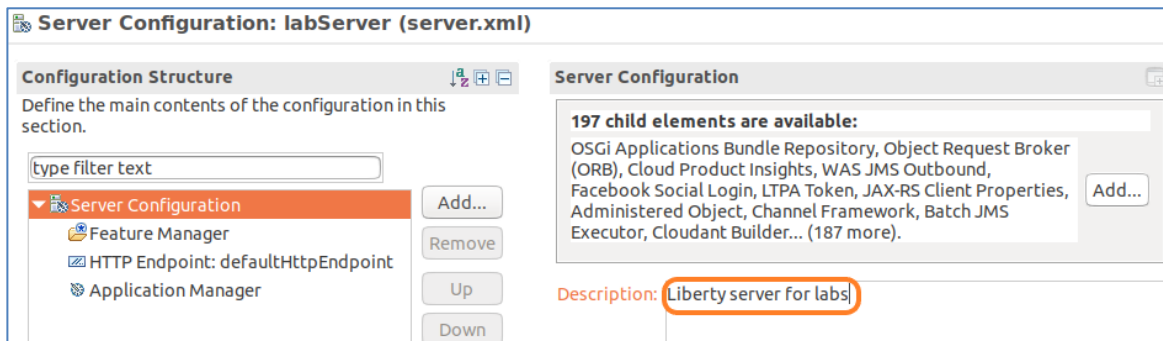 Server Configuration: labServer (server.xml)
Configuration Structure
Define the main contents of the configuration in this
section.
type filter text
Server Configuration
Feature Manager
HTTP Endpoint: defaultHttpEndpoint
Application Manager
Add...
Remove
Up
Down
Server Configuration
197 child elements are available:
OSGi Applications Bundle Repository, Object Request Broker
(ORB), Cloud Product Insights, WAS JMS Outbound,
Facebook Social Login, LTPA Token, JAX-RS Client Properties,
Administered Object, Channel Framework, Batch JMS
Executor, Cloudant Builder... (187 more).
Add...
Description: Liberty server for labs